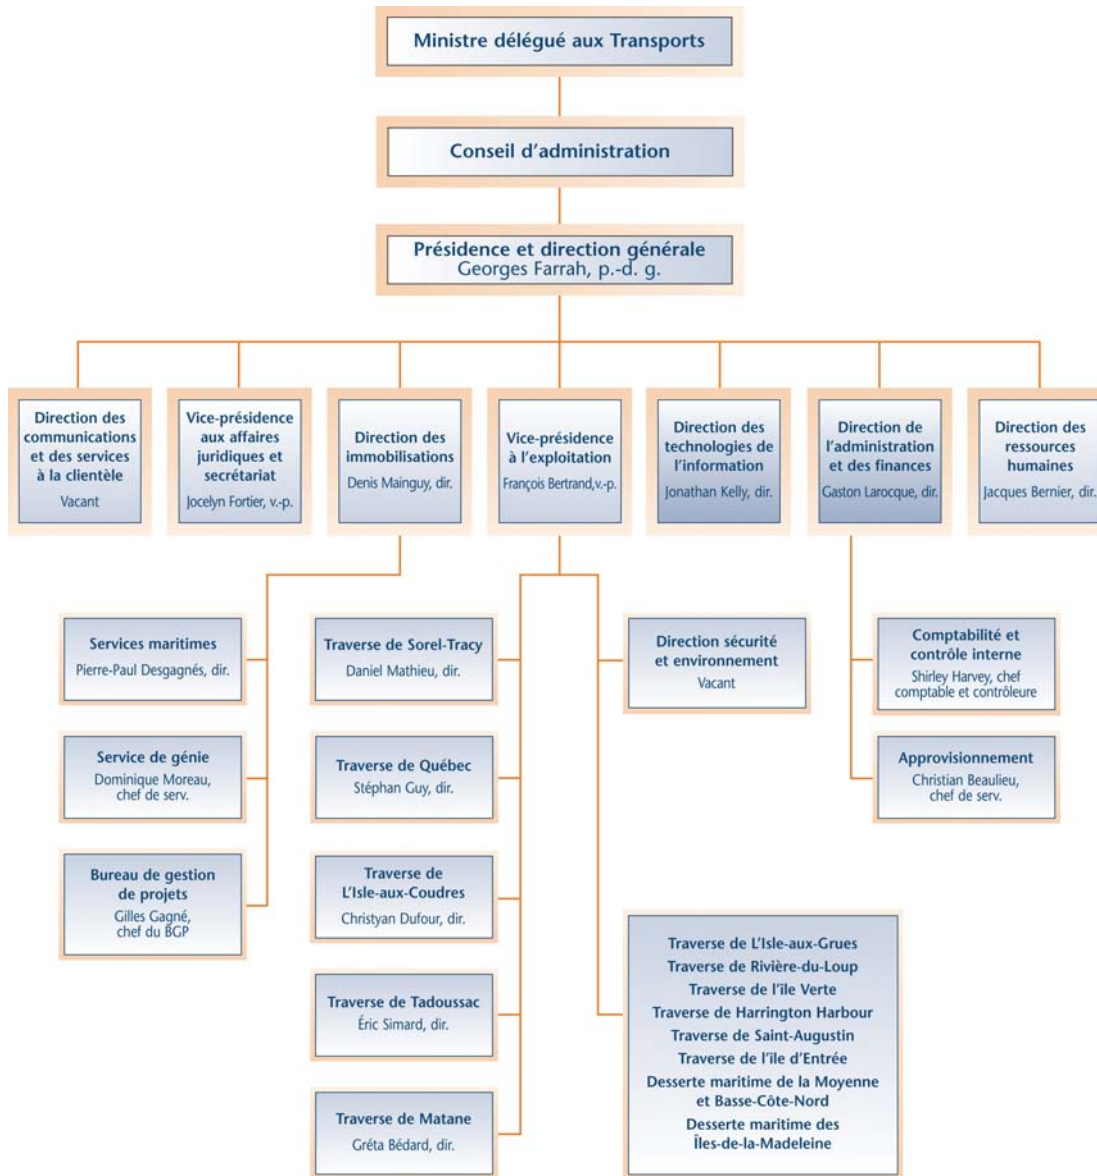 Ministre délégué aux Transports
Conseil d'administration
Présidence et direction générale
Georges Farrah, p.-d. g.
Direction des
communications
et des services
à la clientèle
Vacant
Vice-présidence
aux affaires
juridiques et
secrétariat
Jocelyn Fortier, v.-p.
Direction des
immobilisations
Denis Mainguy, dir.
Vice-présidence
à l'exploitation
François Bertrand,v.-p.
Direction des
technologies de
l'information
Jonathan Kelly, dir.
Direction de
l'administration
et des finances
Gaston Larocque, dir.
Direction des
ressources
humaines
Jacques Bernier, dir.
Services maritimes
Pierre-Paul Desgagnés, dir.
Service de génie
Dominique Moreau,
chef de serv.
Bureau de gestion
de projets
Gilles Gagné,
chef du BGP
Traverse de Sorel-Tracy
Daniel Mathieu, dir.
Traverse de Québec
Stéphan Guy, dir.
Traverse de
L'Isle-aux-Coudres
Christyan Dufour, dir.
Traverse de Tadoussac
Éric Simard, dir.
Traverse de Matane
Gréta Bédard, dir.
Direction sécurité
et environnement
Vacant
Traverse de L'Isle-aux-Grues
Traverse de Rivière-du-Loup
Traverse de l'île Verte
Traverse de Harrington Harbour
Traverse de Saint-Augustin
Traverse de l'île d'Entrée
Desserte maritime de la Moyenne
et Basse-Côte-Nord
Desserte maritime des
Îles-de-la-Madeleine
Comptabilité et
contrôle interne
Shirley Harvey, chef
comptable et contrôleure
Approvisionnement
Christian Beaulieu,
chef de serv.